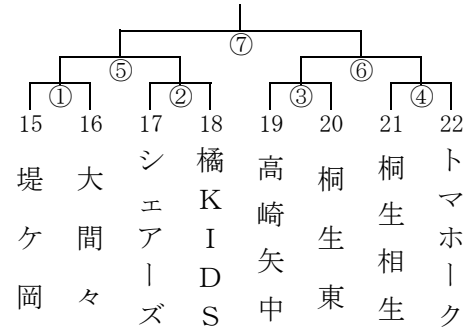 ⑦
⑤ ⑥
① ② ③ ④
15 16 17 18 19 20 21 22
堤ケ岡
大間々
シェアーズ
橘KIDS
高崎矢中
桐生東
桐生相生
トマホーク